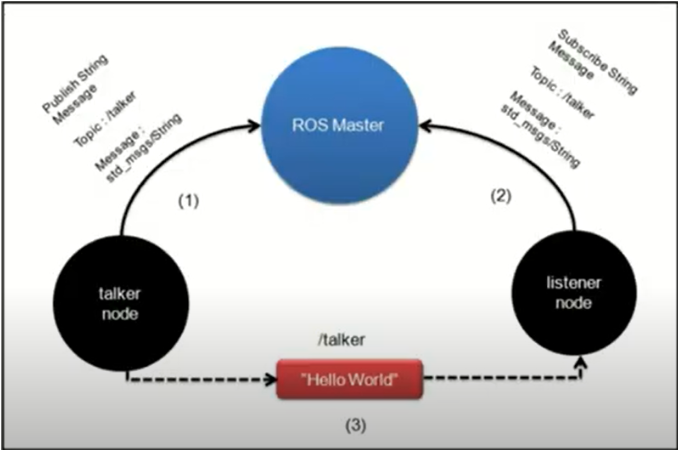 Publish String
Message
Topic : /talker
Message :
std_msgs/String
(1)
ROS Master
Subscribe String
Message
Topic : /talker
Message :
std_msgs/String
(2)
talker
node
listener
node
/talker
"Hello World"
(3)